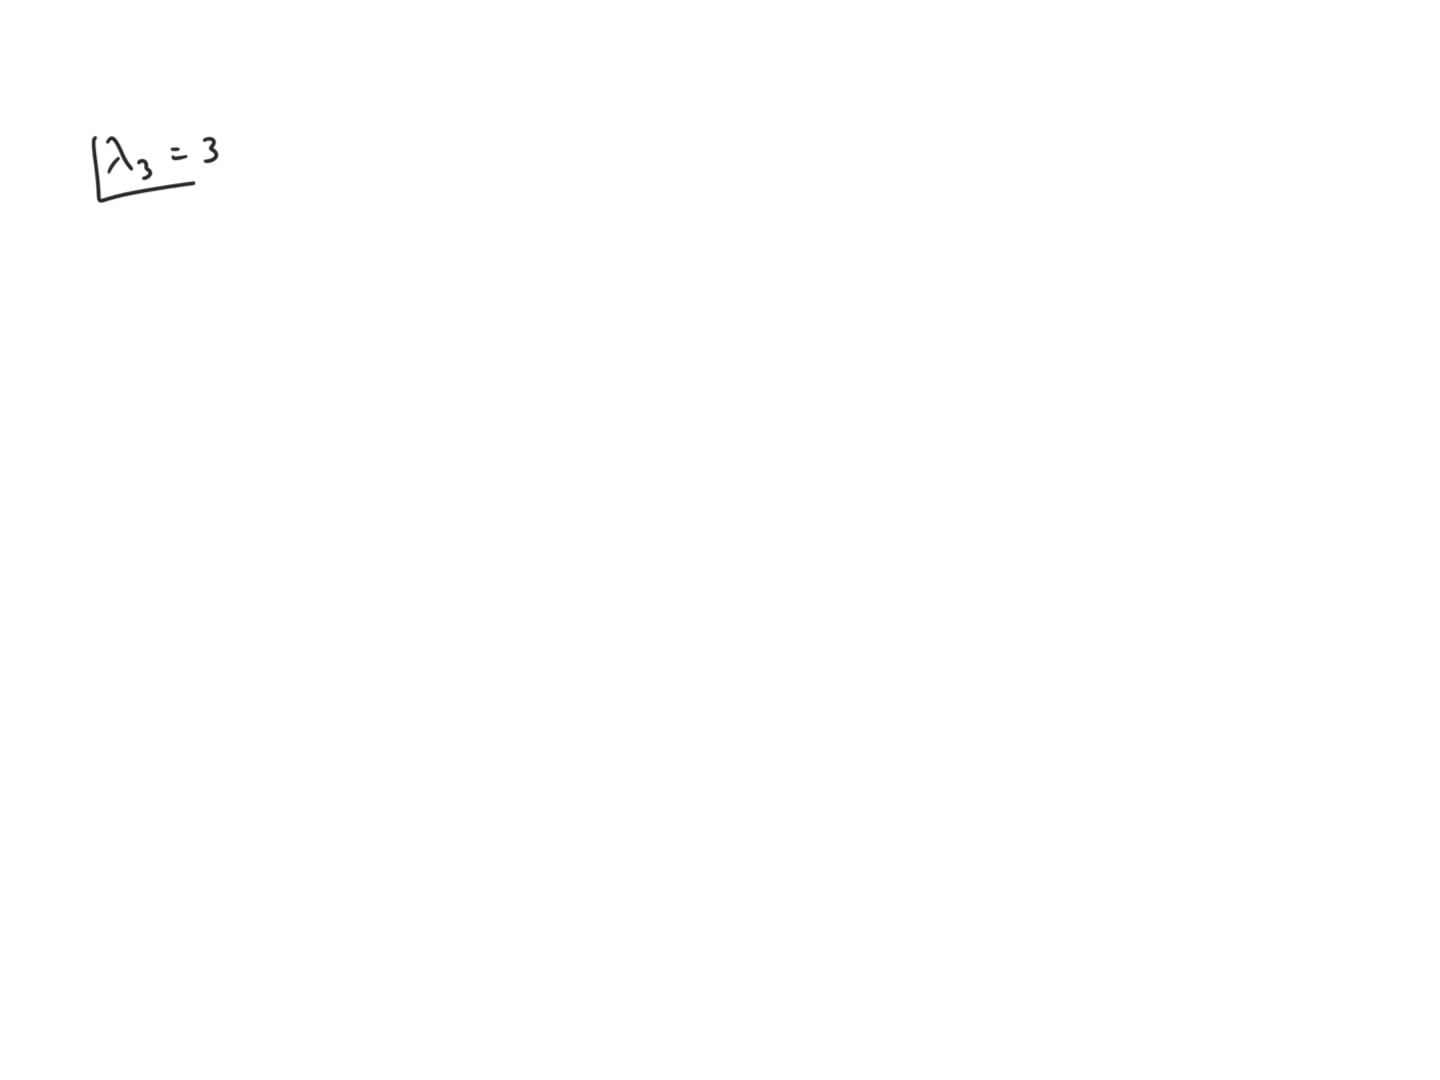 λ₃ = 3